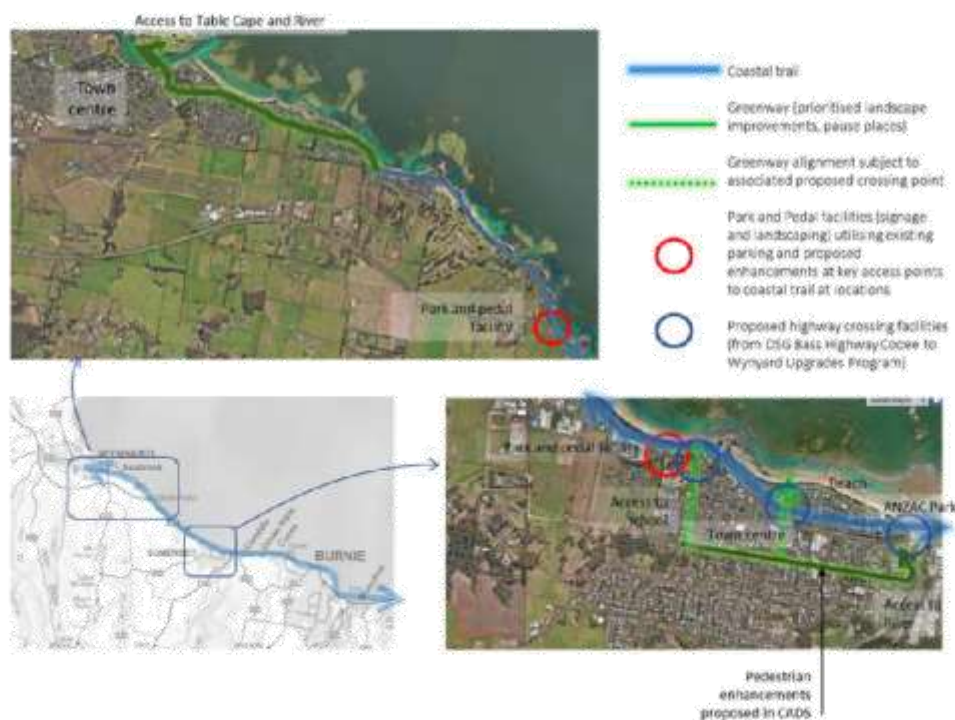 Access to Table Cape and River
Town
centre
Park and pedal
facility
Coastal trail
Greenway (prioritised landscape
improvements, pause places)
Greenway alignment subject to
associated proposed crossing point
Park and Pedal facilities (signage
and landscaping) utilising existing
parking and proposed
enhancements at key access points
to coastal trail at locations
Proposed highway crossing facilities
(from DSG Bass Highway Cooee to
Wynyard Upgrades Program)
BURNIE
Park and pedal facility
Access to
school
Town centre
Beach
ANZAC Park
Access to
Pedestrian
enhancements
proposed in CADS